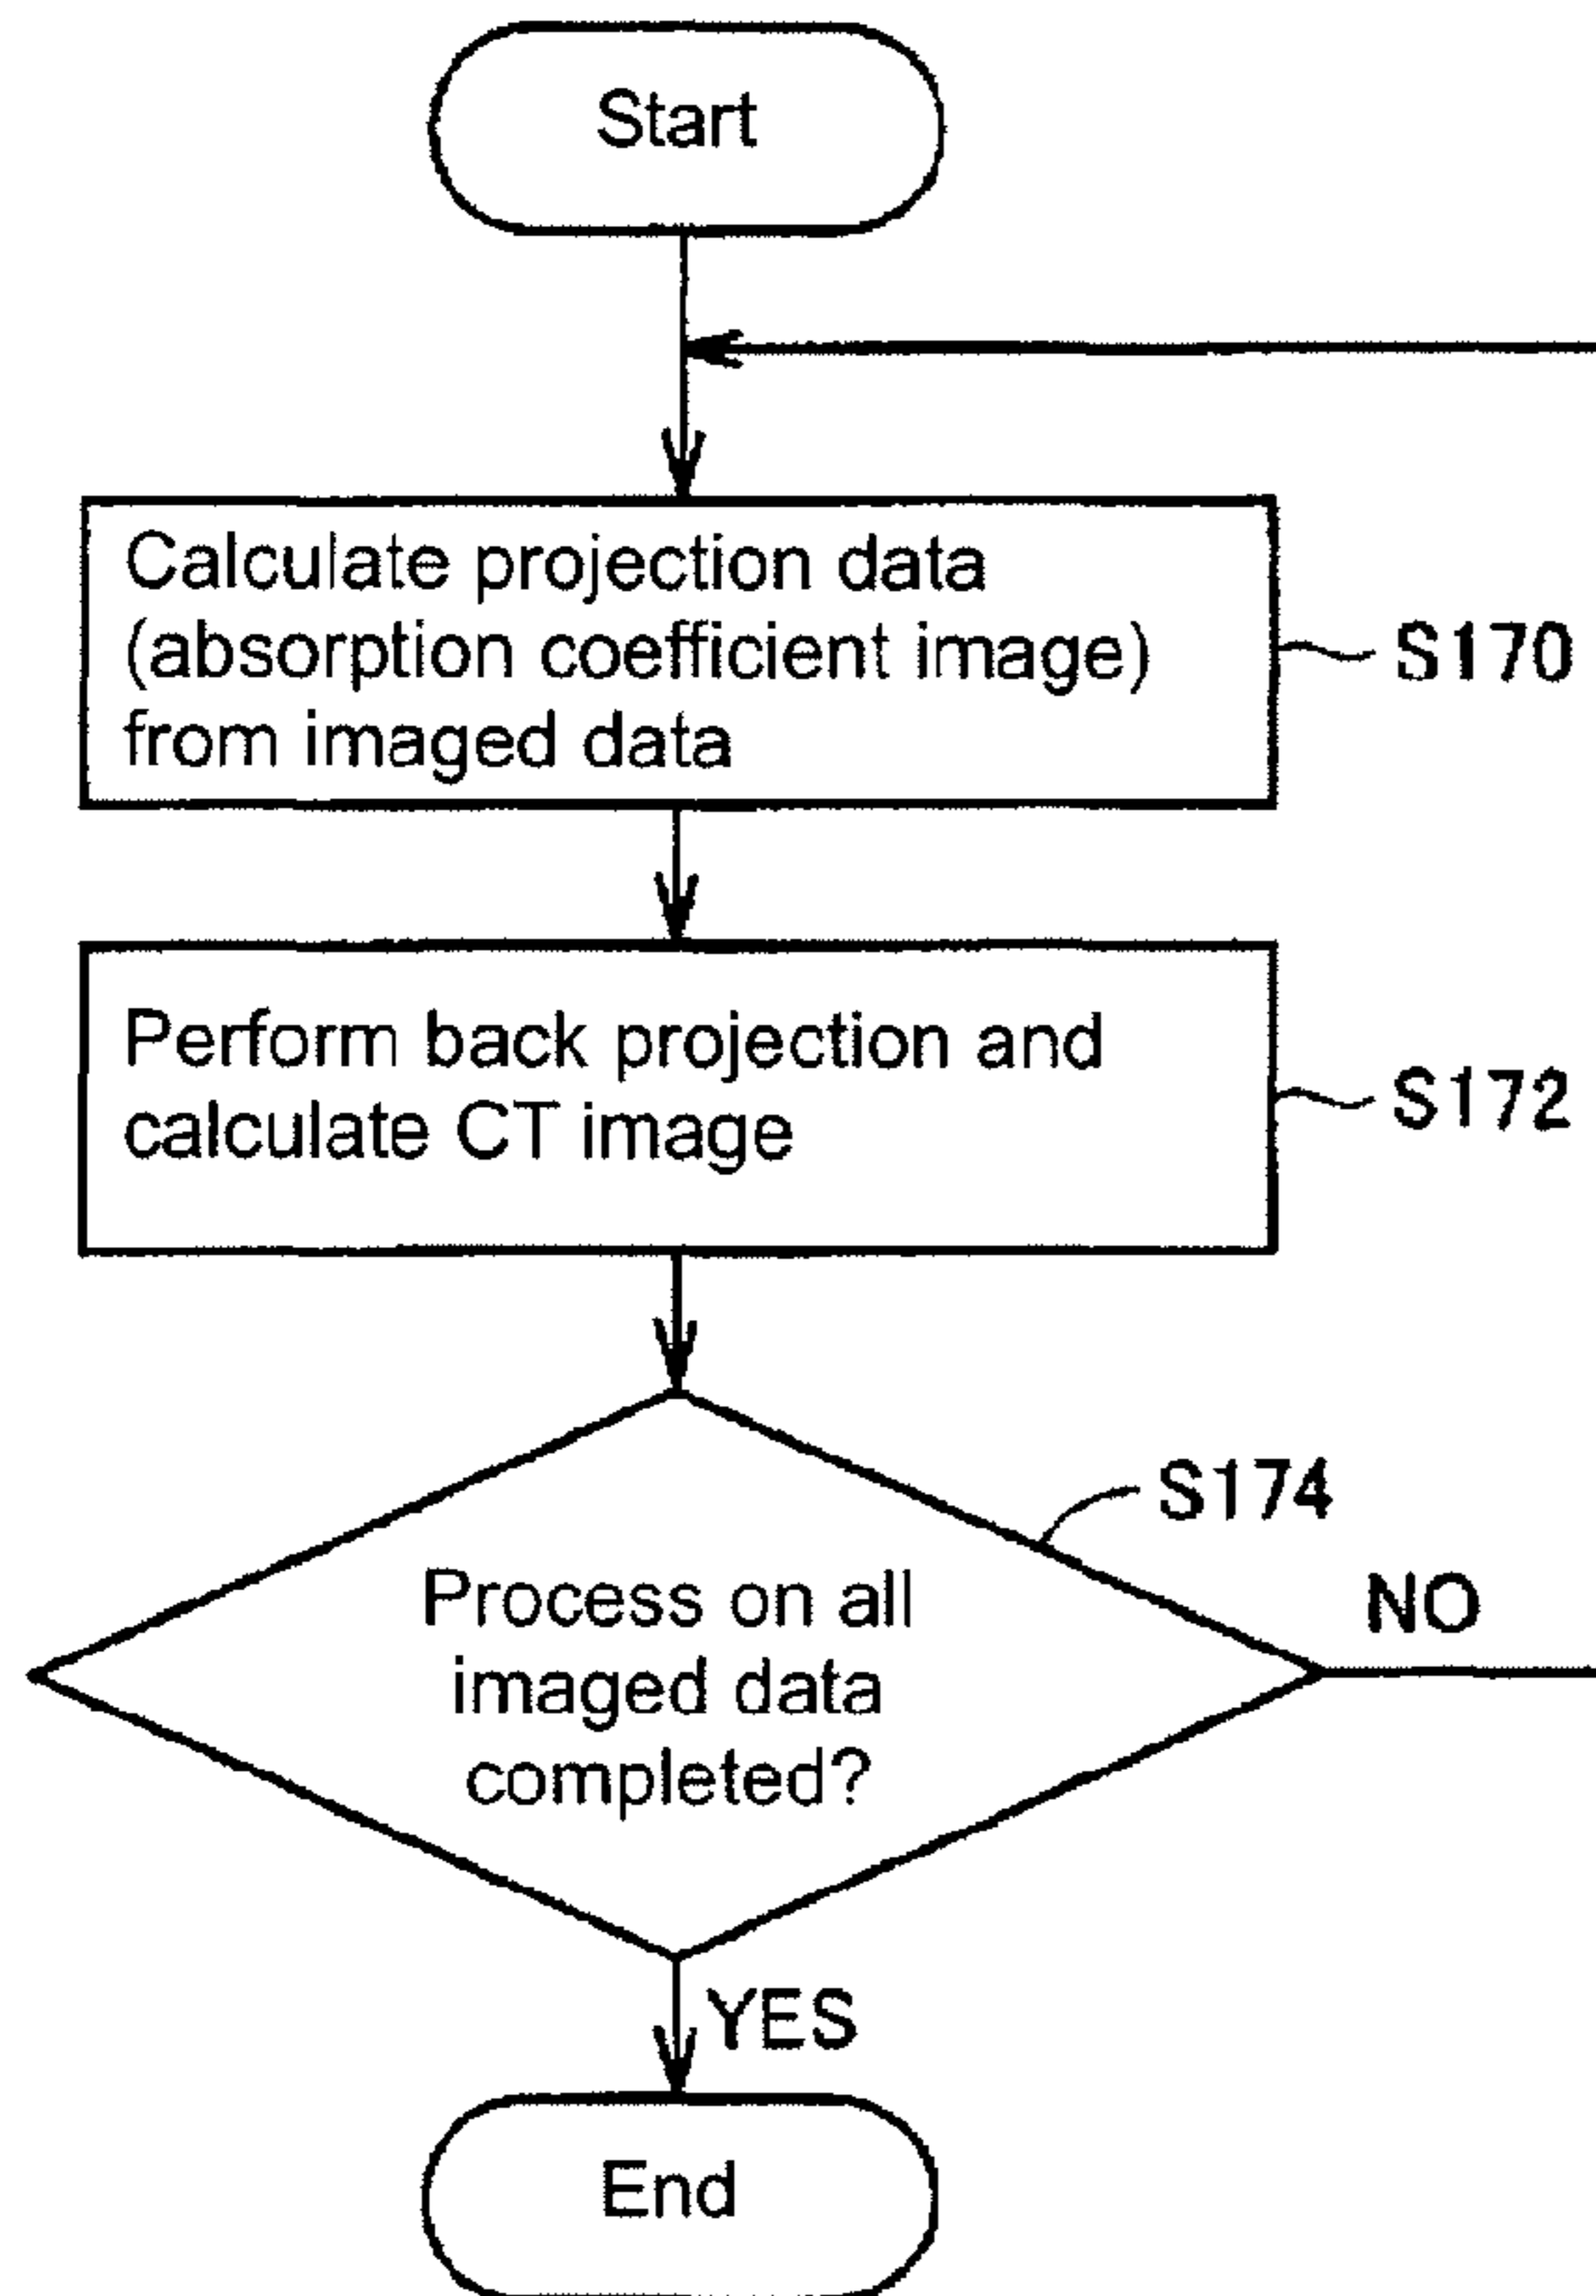 Start
Calculate projection data
(absorption coefficient image)
from imaged data
S170
Perform back projection and
calculate CT image
S172
S174
Process on all
imaged data
completed?
NO
YES
End